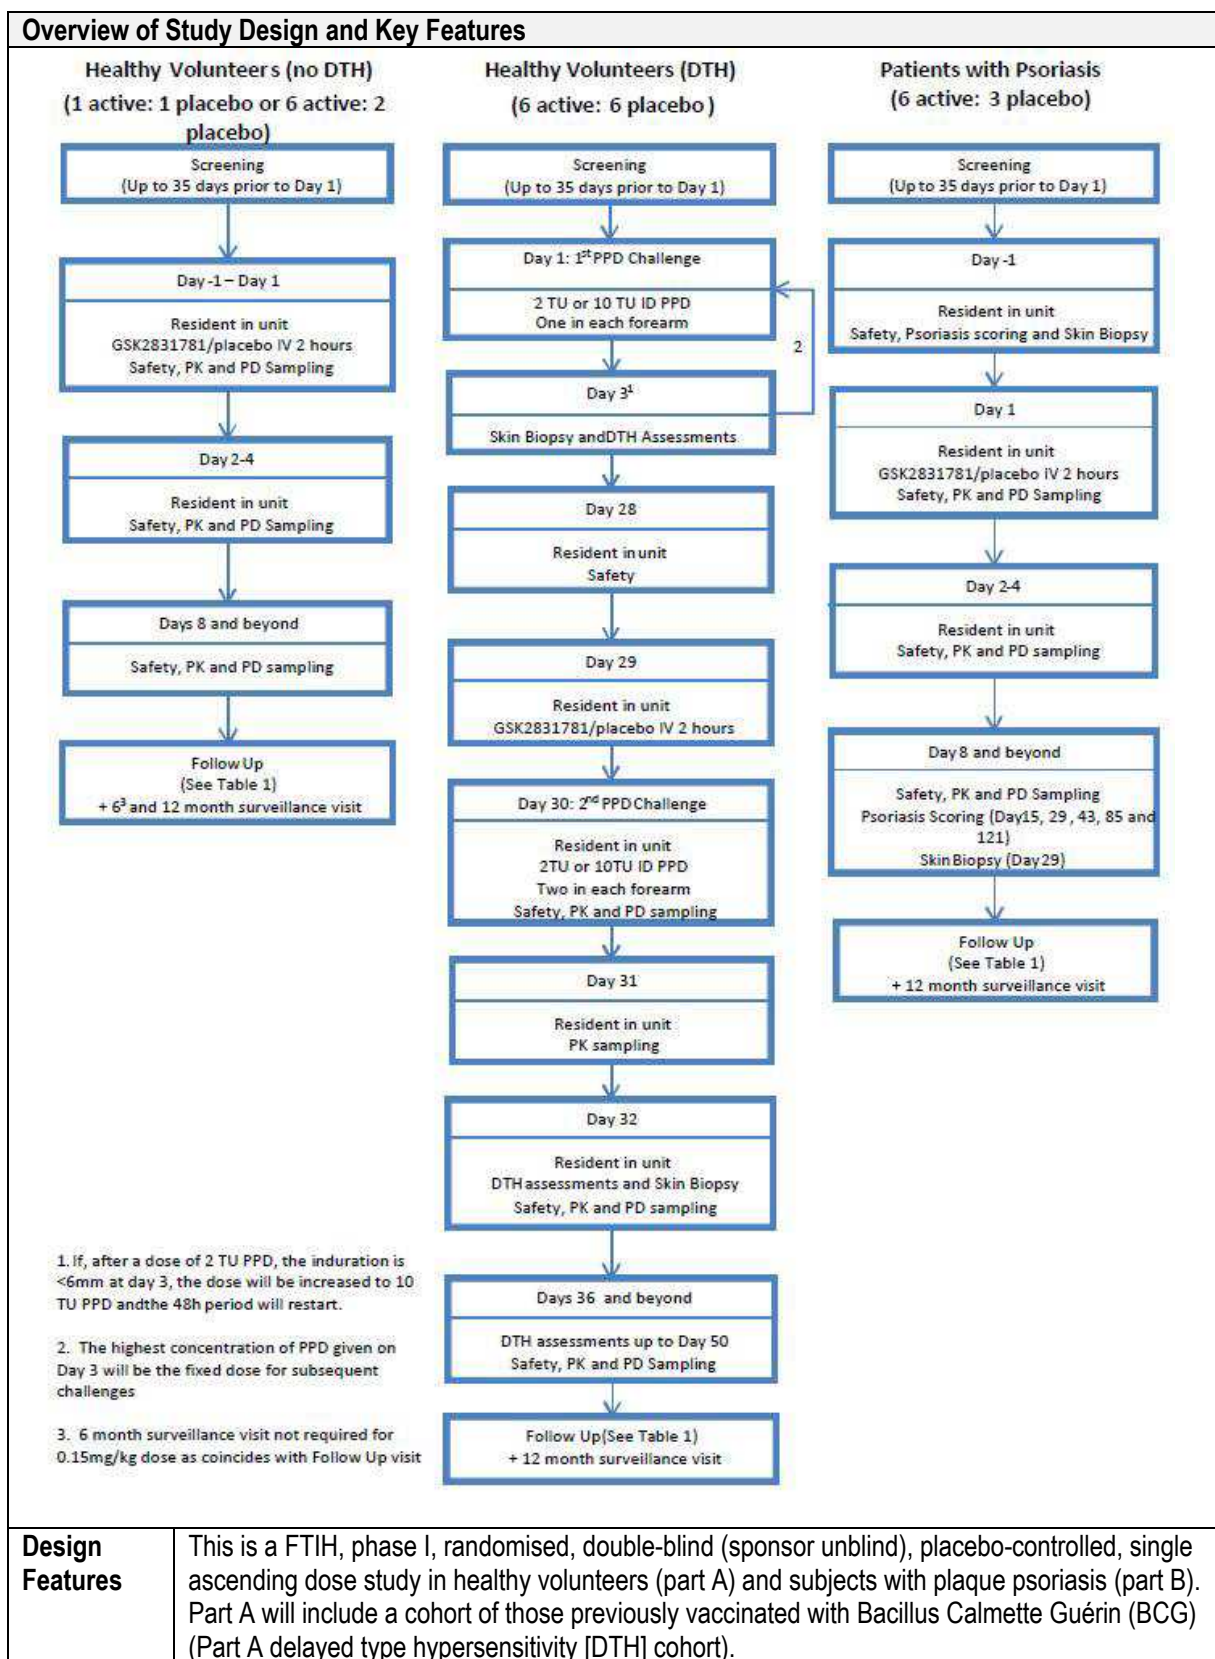 Overview of Study Design and Key Features
Healthy Volunteers (no DTH)
(1 active: 1 placebo or 6 active: 2
placebo)
Screening
(Up to 35 days prior to Day 1)
Day -1 – Day 1
Resident in unit
GSK2831781/placebo IV 2 hours
Safety, PK and PD Sampling
Day 2-4
Resident in unit
Safety, PK and PD Sampling
Days 8 and beyond
Safety, PK and PD sampling
Follow Up
(See Table 1)
+ 6³ and 12 month surveillance visit
Healthy Volunteers (DTH)
(6 active: 6 placebo )
Screening
(Up to 35 days prior to Day 1)
Day 1: 1st PPD Challenge
2 TU or 10 TU ID PPD
One in each forearm
2
Day 3¹
Skin Biopsy andDTH Assessments
Day 28
Resident in unit
Safety
Day 29
Resident in unit
GSK2831781/placebo IV 2 hours
Day 30: 2nd PPD Challenge
Resident in unit
2TU or 10TU ID PPD
Two in each forearm
Safety, PK and PD sampling
Day 31
Resident in unit
PK sampling
Day 32
Resident in unit
DTH assessments and Skin Biopsy
Safety, PK and PD sampling
Days 36 and beyond
DTH assessments up to Day 50
Safety, PK and PD Sampling
Follow Up(See Table 1)
+ 12 month surveillance visit
Patients with Psoriasis
(6 active: 3 placebo)
Screening
(Up to 35 days prior to Day 1)
Day -1
Resident in unit
Safety, Psoriasis scoring and Skin Biopsy
Day 1
Resident in unit
GSK2831781/placebo IV 2 hours
Safety, PK and PD Sampling
Day 2-4
Resident in unit
Safety, PK and PD sampling
Day 8 and beyond
Safety, PK and PD Sampling
Psoriasis Scoring (Day15, 29 , 43, 85 and
121)
Skin Biopsy (Day 29)
Follow Up
(See Table 1)
+ 12 month surveillance visit
1. If, after a dose of 2 TU PPD, the induration is
<6mm at day 3, the dose will be increased to 10
TU PPD andthe 48h period will restart.
2. The highest concentration of PPD given on
Day 3 will be the fixed dose for subsequent
challenges
3. 6 month surveillance visit not required for
0.15mg/kg dose as coincides with Follow Up visit
Design
Features
This is a FTIH, phase I, randomised, double-blind (sponsor unblind), placebo-controlled, single
ascending dose study in healthy volunteers (part A) and subjects with plaque psoriasis (part B).
Part A will include a cohort of those previously vaccinated with Bacillus Calmette Guérin (BCG)
(Part A delayed type hypersensitivity [DTH] cohort).